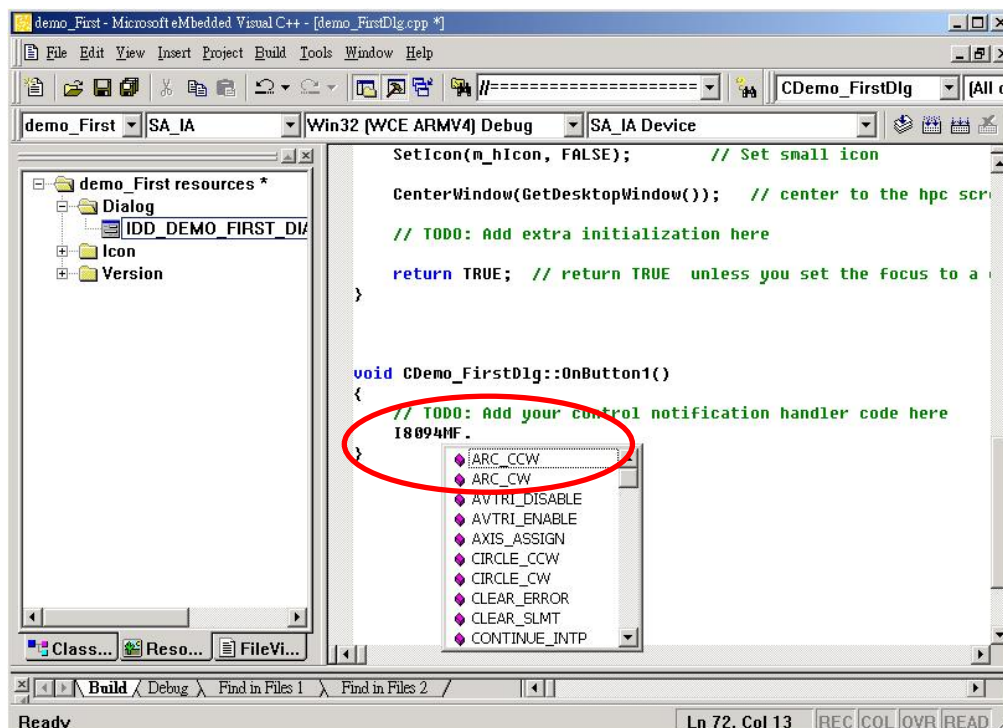 demo_First - Microsoft eMbedded Visual C++ - [demo_FirstDlg.cpp *]
File Edit View Insert Project Build Tools Window Help
//======================= CDemo_FirstDlg (All c
demo_First SA_IA Win32 (WCE ARMV4) Debug SA_IA Device
demo_First resources *
Dialog
IDD_DEMO_FIRST_DIA
Icon
Version
Class... Reso... FileVi...
SetIcon(m_hIcon, FALSE); // Set small icon
CenterWindow(GetDesktopWindow()); // center to the hpc scr
// TODO: Add extra initialization here
return TRUE; // return TRUE unless you set the focus to a
}
void CDemo_FirstDlg::OnButton1()
{
// TODO: Add your control notification handler code here
I8094MF.
}
ARC_CCW
ARC_CW
AVTRI_DISABLE
AVTRI_ENABLE
AXIS_ASSIGN
CIRCLE_CCW
CIRCLE_CW
CLEAR_ERROR
CLEAR_SLMT
CONTINUE_INTP
Build Debug Find in Files 1 Find in Files 2
Ready Ln 72, Col 13 REC COL OVR READ